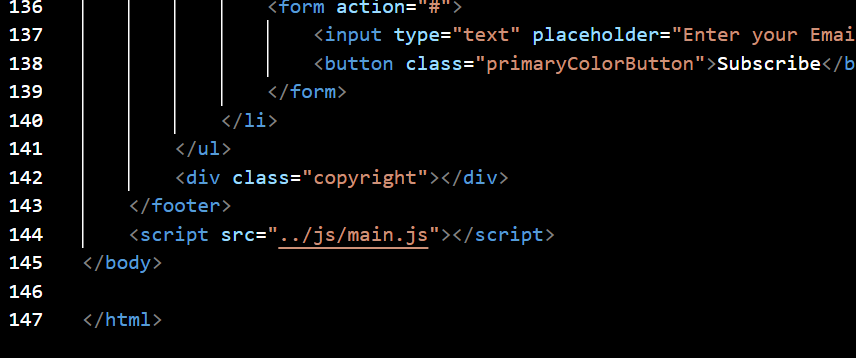 136 <form action="#">
137 <input type="text" placeholder="Enter your Emai
138 <button class="primaryColorButton">Subscribe</b
139 </form>
140 </li>
141 </ul>
142 <div class="copyright"></div>
143 </footer>
144 <script src="../js/main.js"></script>
145 </body>
146
147 </html>